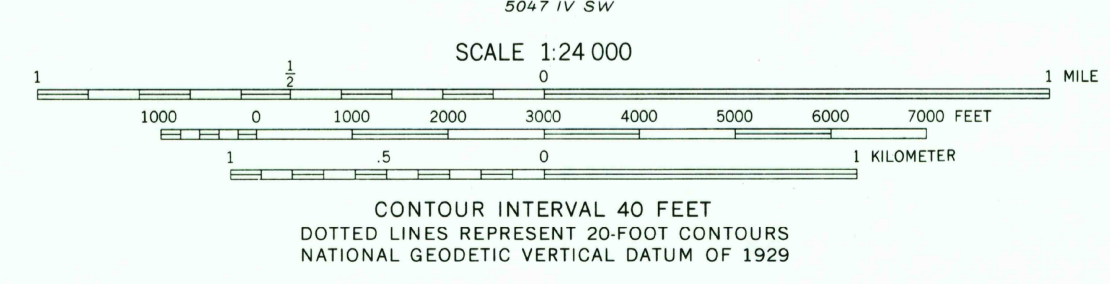 5047 IV SW
SCALE 1:24 000
1 1/2 0 1 MILE
1000 0 1000 2000 3000 4000 5000 6000 7000 FEET
1 .5 0 1 KILOMETER
CONTOUR INTERVAL 40 FEET
DOTTED LINES REPRESENT 20-FOOT CONTOURS
NATIONAL GEODETIC VERTICAL DATUM OF 1929